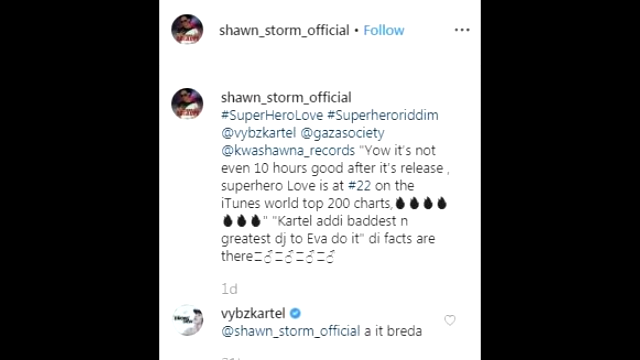 shawn_storm_official • Follow
shawn_storm_official
#SuperHeroLove #Superheroriddim
@vybzkartel @gazasociety
@kwashawna_records "Yow it's not
even 10 hours good after it's release ,
superhero Love is at #22 on the
iTunes world top 200 charts,
" "Kartel addi baddest n
greatest dj to Eva do it" di facts are
there
1d
vybzkartel
@shawn_storm_official a it breda